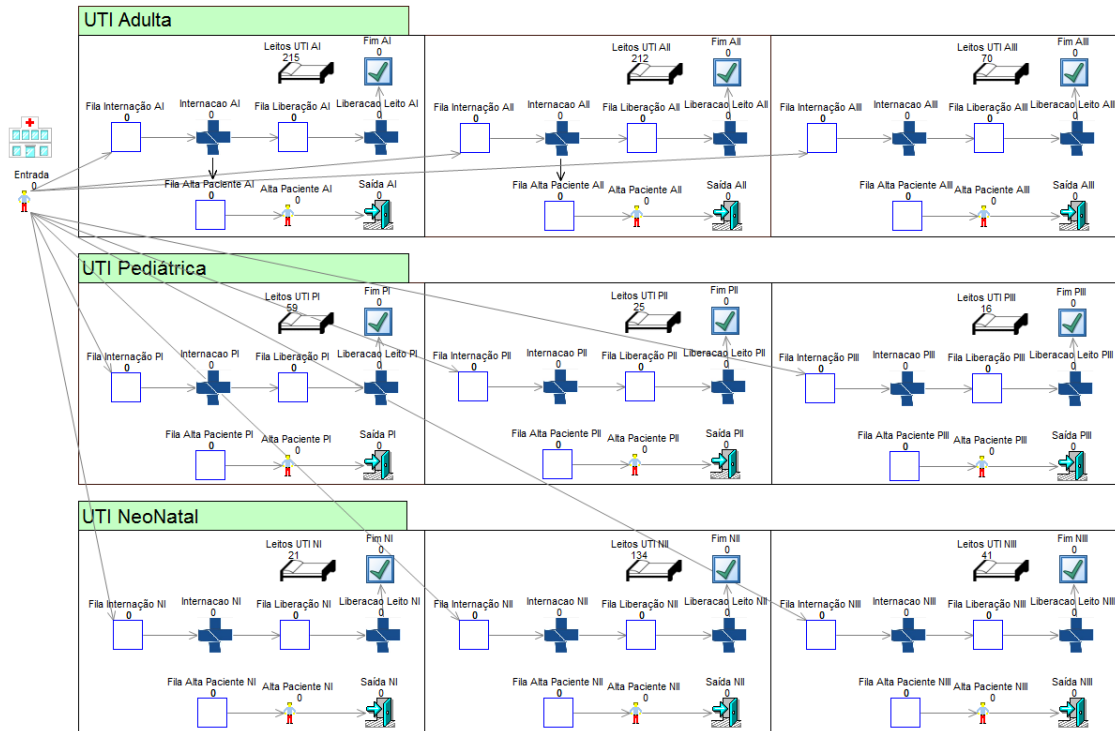 UTI Adulta
Leitos UTI AI
215
Fim AI
0
Fila Internação AI
0
Internacao AI
0
Fila Liberação AI
0
Liberacao Leito AI
0
Fila Alta Paciente AI
0
Alta Paciente AI
0
Saída AI
0
Leitos UTI AII
212
Fim AII
0
Fila Internação AII
0
Internacao AII
0
Fila Liberação AII
0
Liberacao Leito AII
0
Fila Alta Paciente AII
0
Alta Paciente AII
0
Saída AII
0
Leitos UTI AIII
70
Fim AIII
0
Fila Internação AIII
0
Internacao AIII
0
Fila Liberação AIII
0
Liberacao Leito AIII
0
Fila Alta Paciente AIII
0
Alta Paciente AIII
0
Saída AIII
0
Entrada
0
UTI Pediátrica
Leitos UTI PI
59
Fim PI
0
Fila Internação PI
0
Internacao PI
0
Fila Liberação PI
0
Liberacao Leito PI
0
Fila Alta Paciente PI
0
Alta Paciente PI
0
Saída PI
0
Leitos UTI PII
25
Fim PII
0
Fila Internação PII
0
Internacao PII
0
Fila Liberação PII
0
Liberacao Leito PII
0
Fila Alta Paciente PII
0
Alta Paciente PII
0
Saída PII
0
Leitos UTI PIII
16
Fim PIII
0
Fila Internação PIII
0
Internacao PIII
0
Fila Liberação PIII
0
Liberacao Leito PIII
0
Fila Alta Paciente PIII
0
Alta Paciente PIII
0
Saída PIII
0
UTI NeoNatal
Leitos UTI NI
21
Fim NI
0
Fila Internação NI
0
Internacao NI
0
Fila Liberação NI
0
Liberacao Leito NI
0
Fila Alta Paciente NI
0
Alta Paciente NI
0
Saída NI
0
Leitos UTI NII
134
Fim NII
0
Fila Internação NII
0
Internacao NII
0
Fila Liberação NII
0
Liberacao Leito NII
0
Fila Alta Paciente NII
0
Alta Paciente NII
0
Saída NII
0
Leitos UTI NIII
41
Fim NIII
0
Fila Internação NIII
0
Internacao NIII
0
Fila Liberação NIII
0
Liberacao Leito NIII
0
Fila Alta Paciente NIII
0
Alta Paciente NIII
0
Saída NIII
0